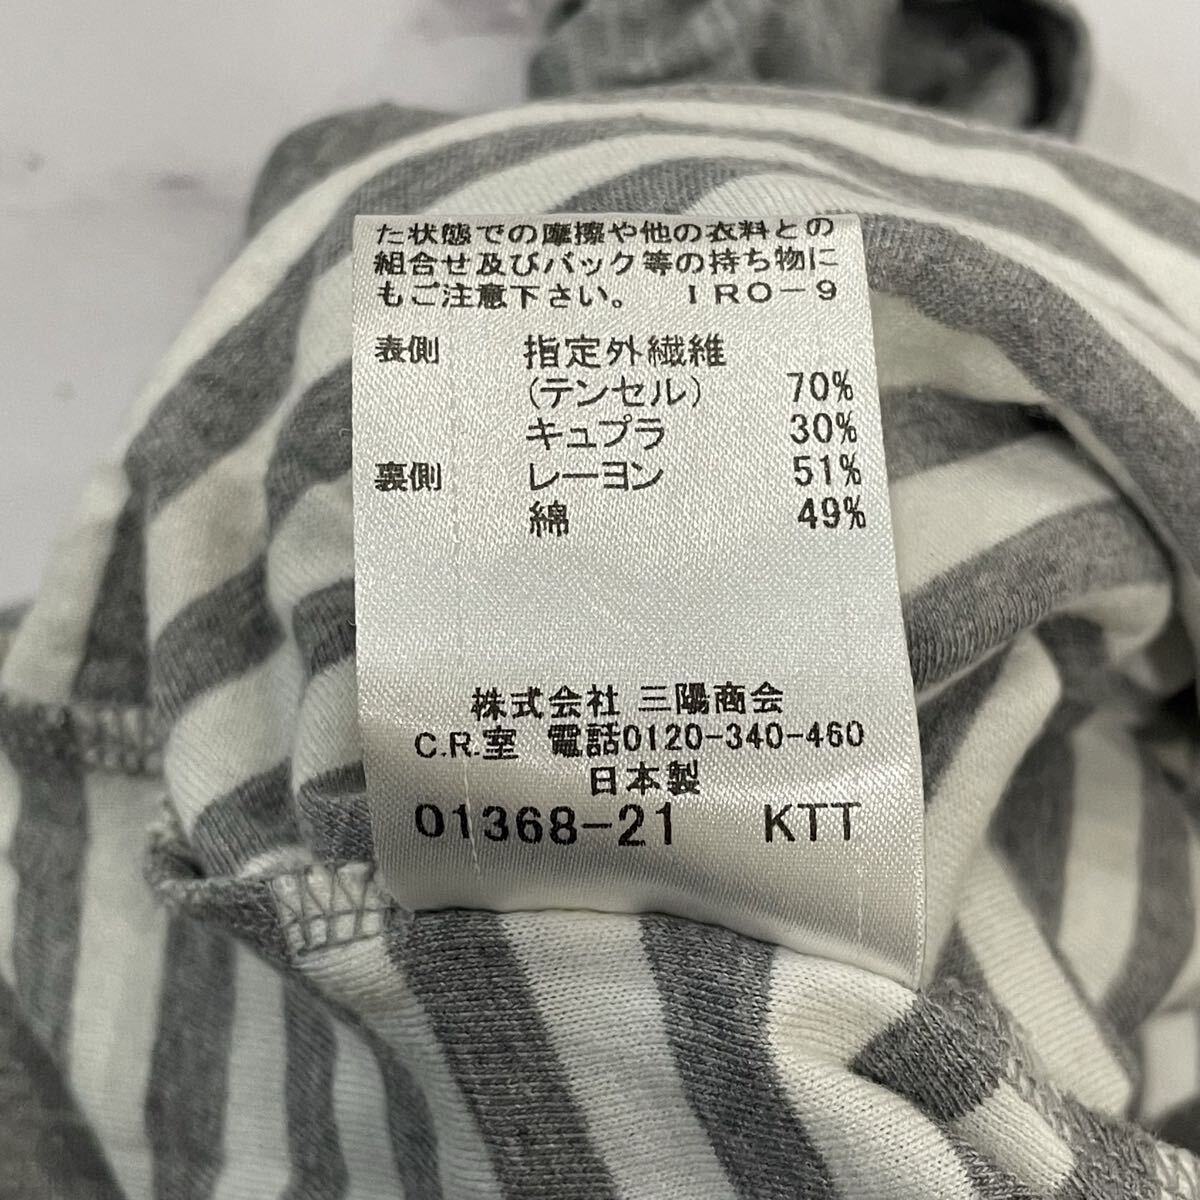 た状態での摩擦や他の衣料との
組合せ及びバック等の持ち物に
もご注意下さい。 IRO-9
表側 指定外繊維
(テンセル) 70%
キュプラ 30%
裏側 レーヨン 51%
綿 49%
株式会社 三陽商会
C.R.室 電話0120-340-460
日本製
01368-21 KTT